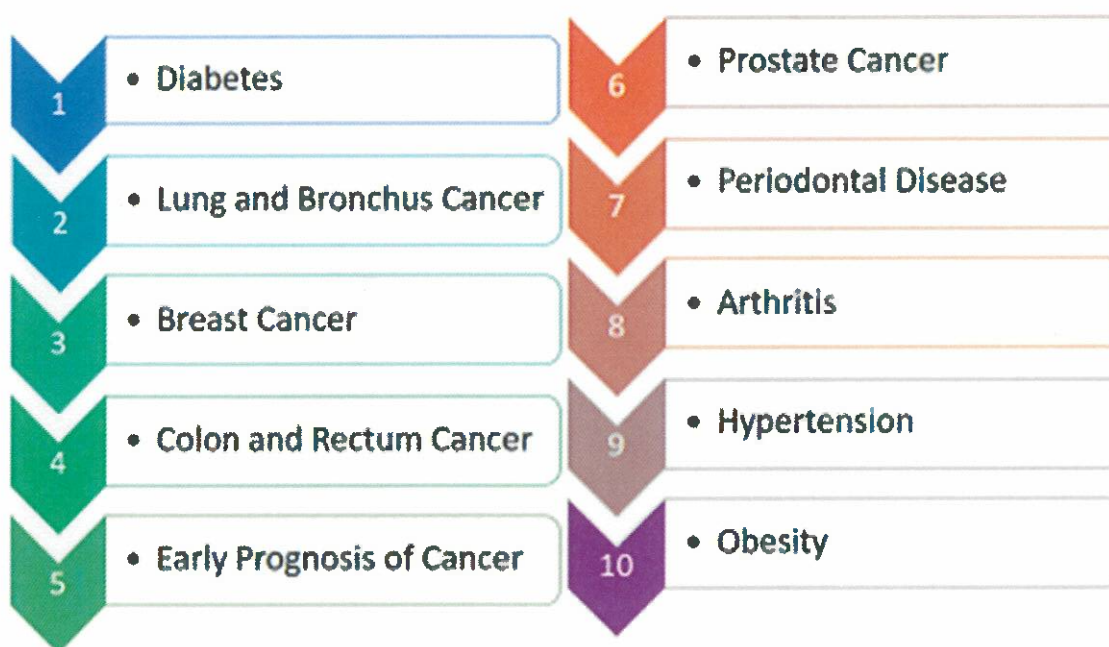 1
• Diabetes
2
• Lung and Bronchus Cancer
3
• Breast Cancer
4
• Colon and Rectum Cancer
5
• Early Prognosis of Cancer
6
• Prostate Cancer
7
• Periodontal Disease
8
• Arthritis
9
• Hypertension
10
• Obesity